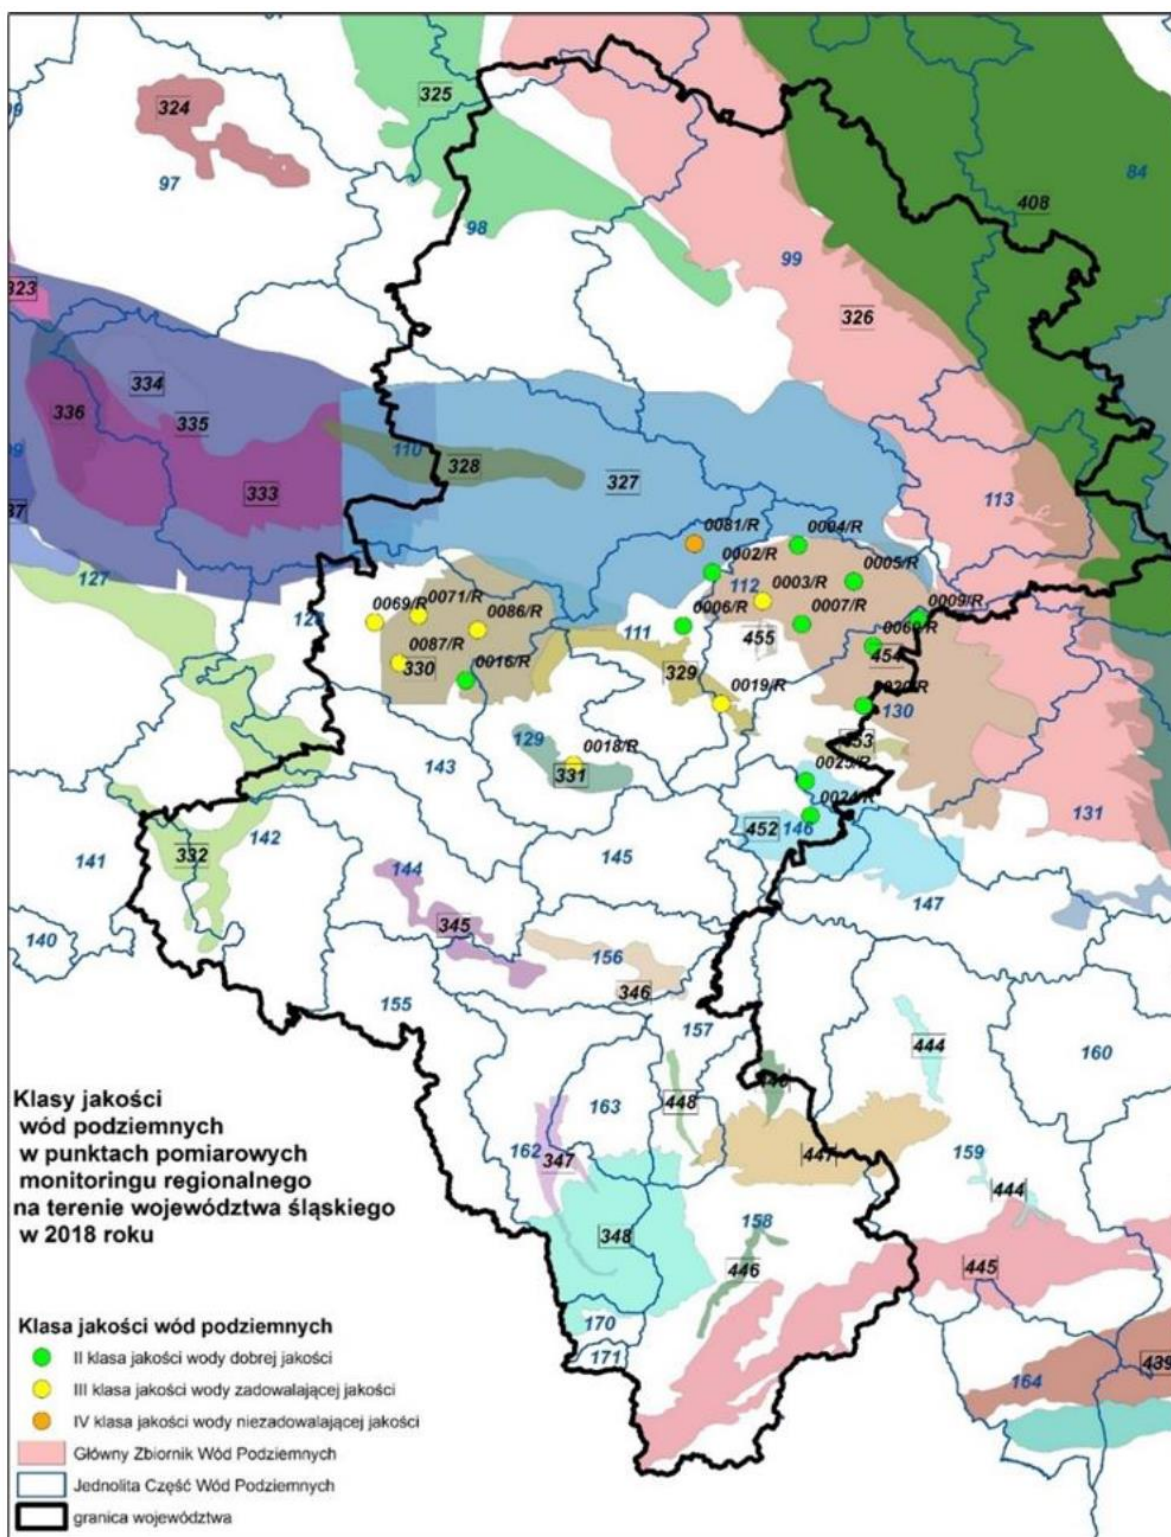 325
324
97
84
408
98
99
323
326
334
336
335
110
328
333
327
113
0081/R
0004/R
0002/R
127
0005/R
112
0003/R
0071/R
0069/R
0086/R
0006/R
0007/R
0009/R
111
455
0087/R
330
0016/R
329
454
0019/R
130
129
0018/R
143
331
0025/R
0024/R
131
452
146
142
332
141
144
145
147
345
140
156
346
155
157
444
160
448
163
162
347
447
159
444
158
348
446
445
170
171
164
439
Klasy jakości
wód podziemnych
w punktach pomiarowych
monitoringu regionalnego
na terenie województwa śląskiego
w 2018 roku
Klasa jakości wód podziemnych
II klasa jakości wody dobrej jakości
III klasa jakości wody zadowalającej jakości
IV klasa jakości wody niezadowalającej jakości
Główny Zbiornik Wód Podziemnych
Jednolita Część Wód Podziemnych
granica województwa